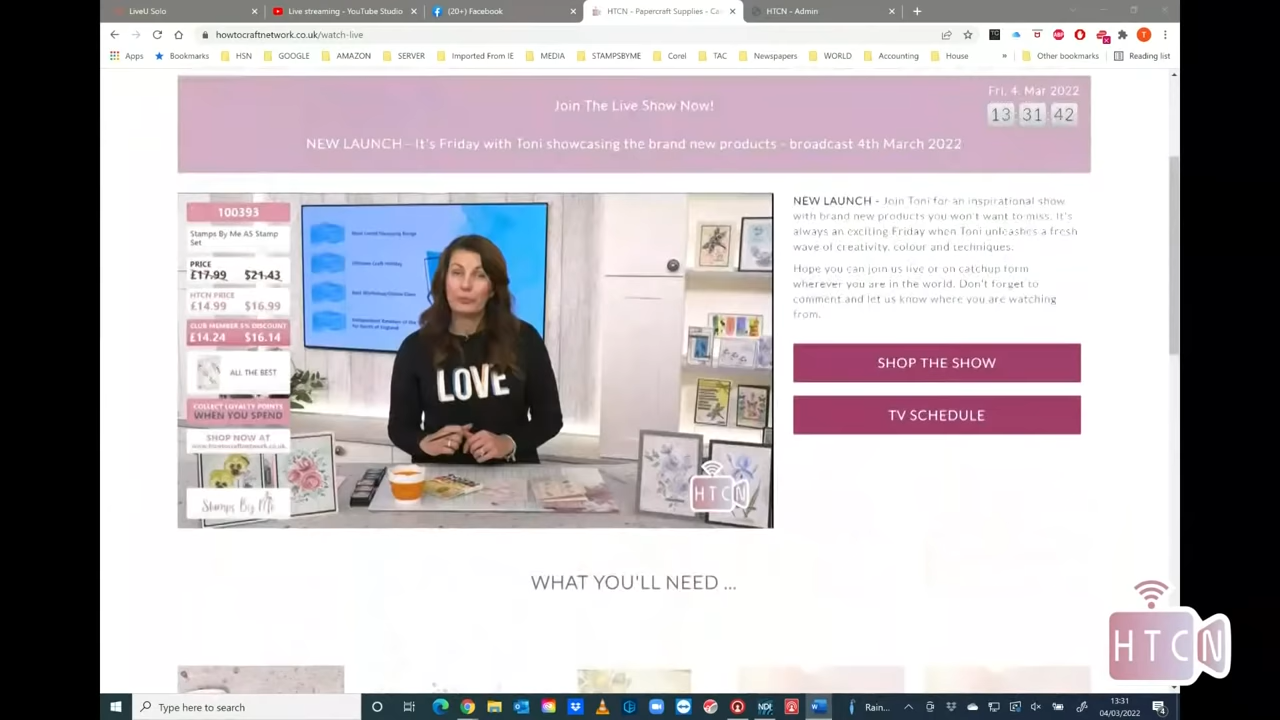 LiveU Solo
Live streaming - YouTube Studio
(20+) Facebook
HTCN - Papercraft Supplies - Ca
HTCN - Admin
howtocraftnetwork.co.uk/watch-live
Apps
Bookmarks
HSN
GOOGLE
AMAZON
SERVER
Imported From IE
MEDIA
STAMPSBYME
Corel
TAC
Newspapers
WORLD
Accounting
House
Other bookmarks
Reading list
Join The Live Show Now!
Fri, 4. Mar 2022
13 31 42
NEW LAUNCH - It's Friday with Toni showcasing the brand new products - broadcast 4th March 2022
100393
Stamps By Me A5 Stamp
Set
PRICE
£17.99 $21.43
HTCN PRICE
£14.99 $16.99
CLUB MEMBER 5% DISCOUNT
£14.24 $16.14
ALL THE BEST
COLLECT LOYALTY POINTS
WHEN YOU SPEND
SHOP NOW AT
Stamps By Me
LOVE
HTCN
NEW LAUNCH - Join Toni for an inspirational show
with brand new products you won't want to miss. It's
always an exciting Friday when Toni unleashes a fresh
wave of creativity, colour and techniques.
Hope you can join us live or on catchup form
wherever you are in the world. Don't forget to
comment and let us know where you are watching
from.
SHOP THE SHOW
TV SCHEDULE
WHAT YOU'LL NEED ...
HTCN
Type here to search
Rain...
13:31
04/03/2022